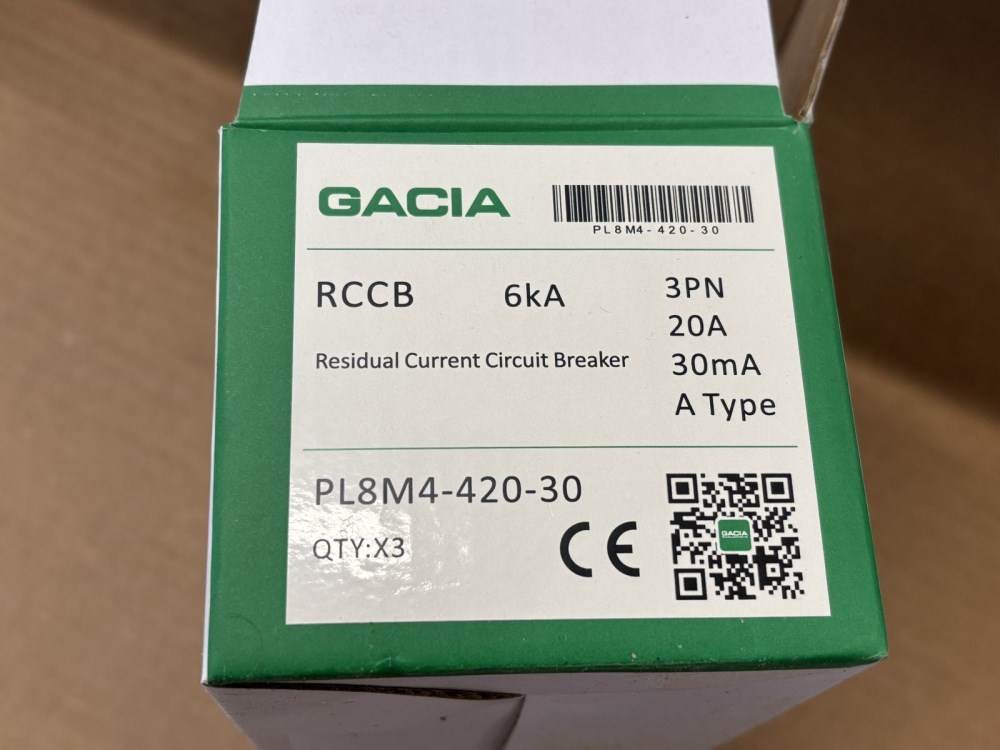 GACIA
PL8M4-420-30
RCCB 6kA 3PN
20A
Residual Current Circuit Breaker 30mA
A Type
PL8M4-420-30
QTY:X3
CE
GACIA